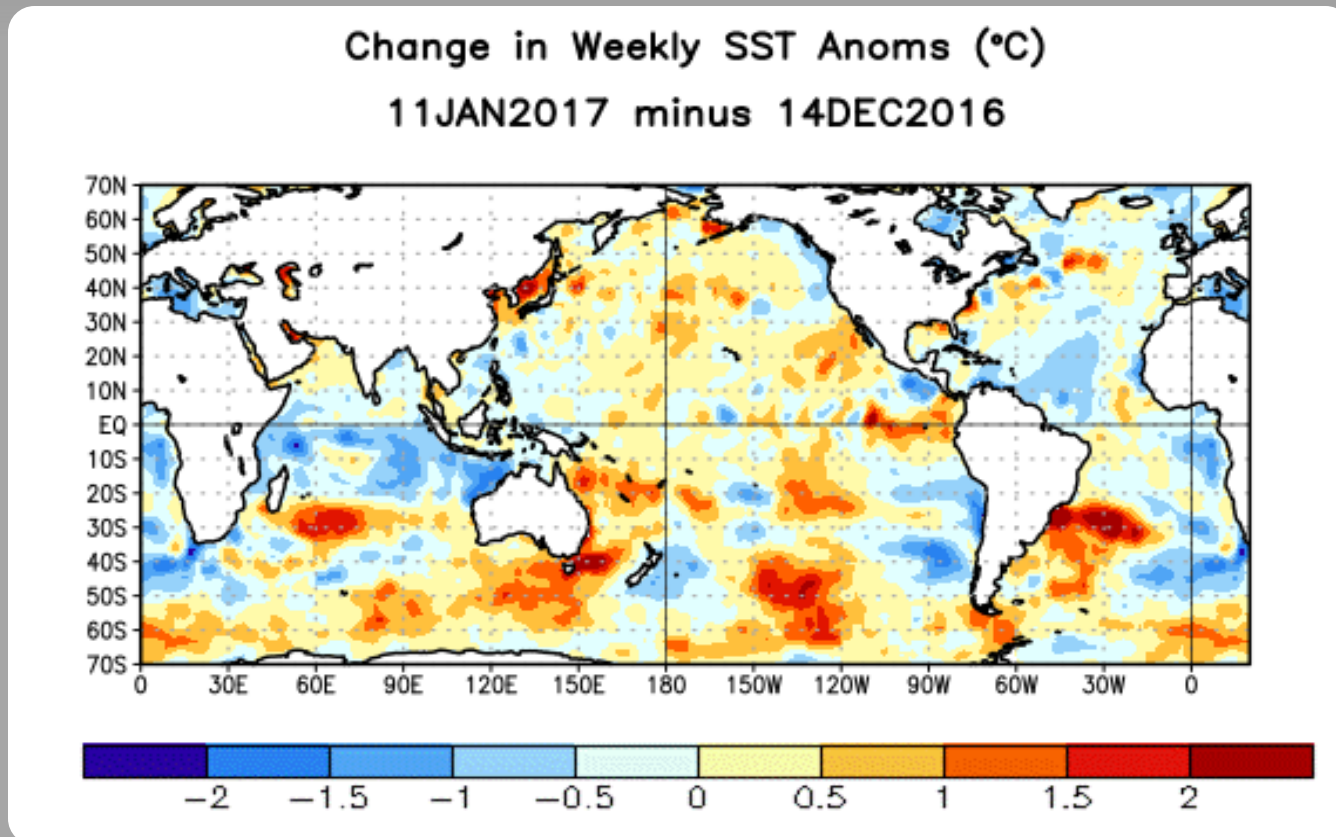 Change in Weekly SST Anoms (°C)
11JAN2017 minus 14DEC2016
70N
60N
50N
40N
30N
20N
10N
EQ
10S
20S
30S
40S
50S
60S
70S
0 30E 60E 90E 120E 150E 180 150W 120W 90W 60W 30W 0
−2 −1.5 −1 −0.5 0 0.5 1 1.5 2